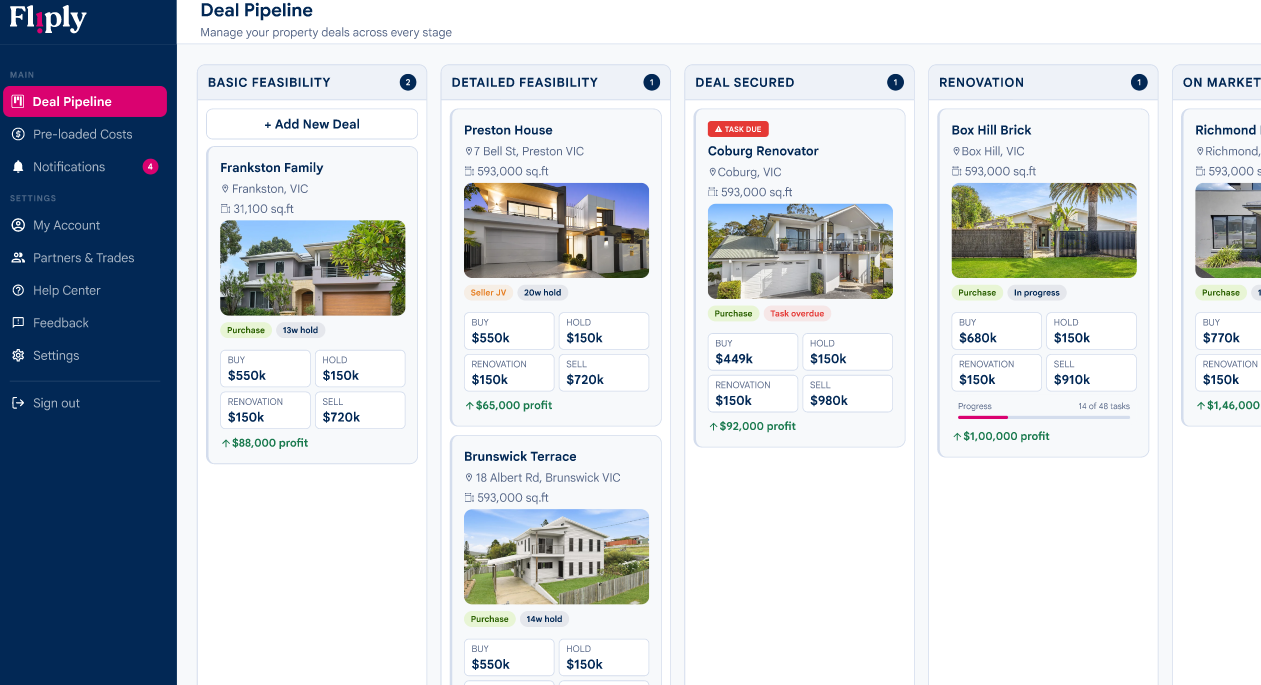 Fl!ply
MAIN
Deal Pipeline
Pre-loaded Costs
Notifications 4
SETTINGS
My Account
Partners & Trades
Help Center
Feedback
Settings
Sign out
Deal Pipeline
Manage your property deals across every stage
BASIC FEASIBILITY 2
+ Add New Deal
Frankston Family
Frankston, VIC
31,100 sq.ft
Purchase 13w hold
BUY HOLD
$550k $150k
RENOVATION SELL
$150k $720k
$88,000 profit
DETAILED FEASIBILITY 1
Preston House
7 Bell St, Preston VIC
593,000 sq.ft
Seller JV 20w hold
BUY HOLD
$550k $150k
RENOVATION SELL
$150k $720k
$65,000 profit
Brunswick Terrace
18 Albert Rd, Brunswick VIC
593,000 sq.ft
Purchase 14w hold
BUY HOLD
$550k $150k
DEAL SECURED 1
TASK DUE
Coburg Renovator
Coburg, VIC
593,000 sq.ft
Purchase Task overdue
BUY HOLD
$449k $150k
RENOVATION SELL
$150k $980k
$92,000 profit
RENOVATION 1
Box Hill Brick
Box Hill, VIC
593,000 sq.ft
Purchase In progress
BUY HOLD
$680k $150k
RENOVATION SELL
$150k $910k
Progress 14 of 48 tasks
$1,00,000 profit
ON MARKET
Richmond
Richmond,
593,000 s
Purchase
BUY
$770k
RENOVATION
$150k
$1,46,000